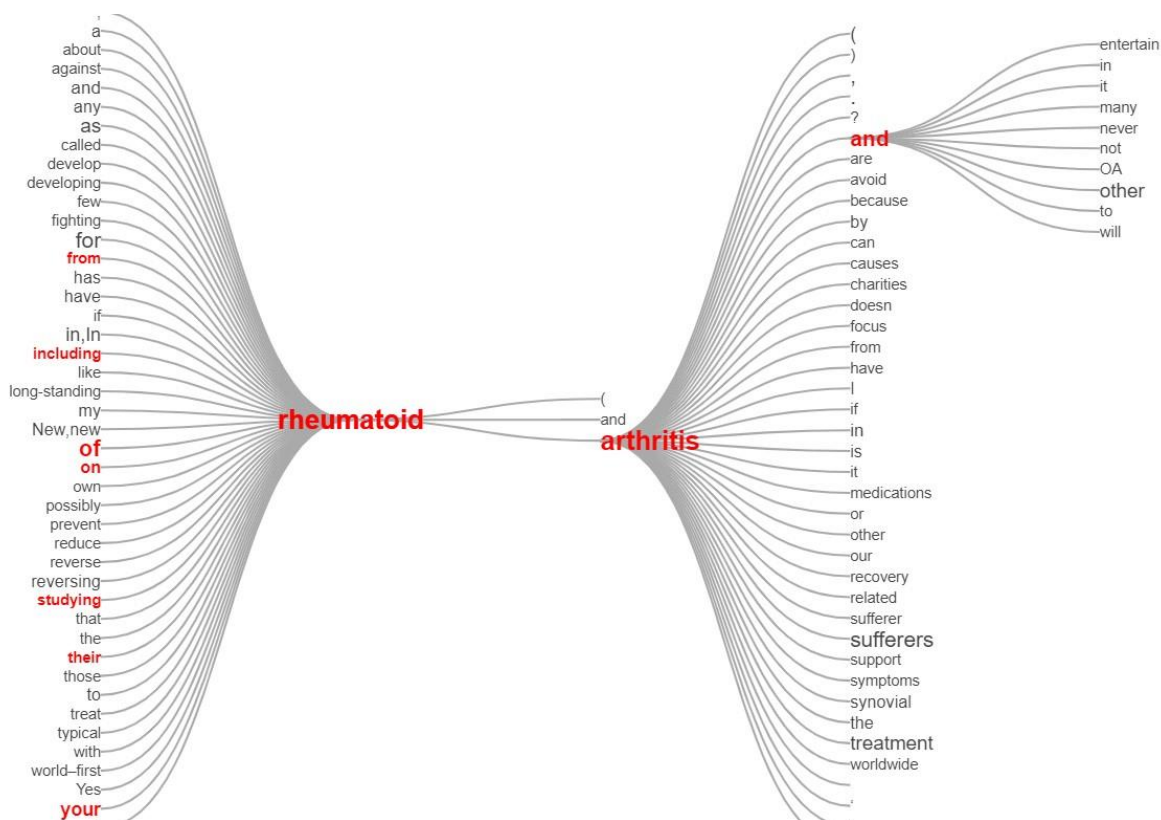 ,
a
about
against
and
any
as
called
develop
developing
few
fighting
for
from
has
have
if
in,In
including
like
long-standing
my
New,new
of
on
own
possibly
prevent
reduce
reverse
reversing
studying
that
the
their
those
to
treat
typical
with
world–first
Yes
your
rheumatoid
(
and
arthritis
(
)
,
.
?
and
are
avoid
because
by
can
causes
charities
doesn
focus
from
have
I
if
in
is
it
medications
or
other
our
recovery
related
sufferer
sufferers
support
symptoms
synovial
the
treatment
worldwide
entertain
in
it
many
never
not
OA
other
to
will